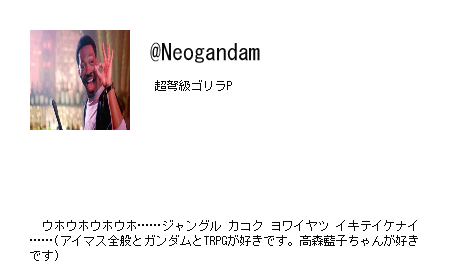 @Neogandam
超弩級ゴリラP
ウホウホウホウホ……ジャングル カコク ヨワイヤツ イキテイケナイ
……(アイマス全般とガンダムとTRPGが好きです。高森藍子ちゃんが好き
です)